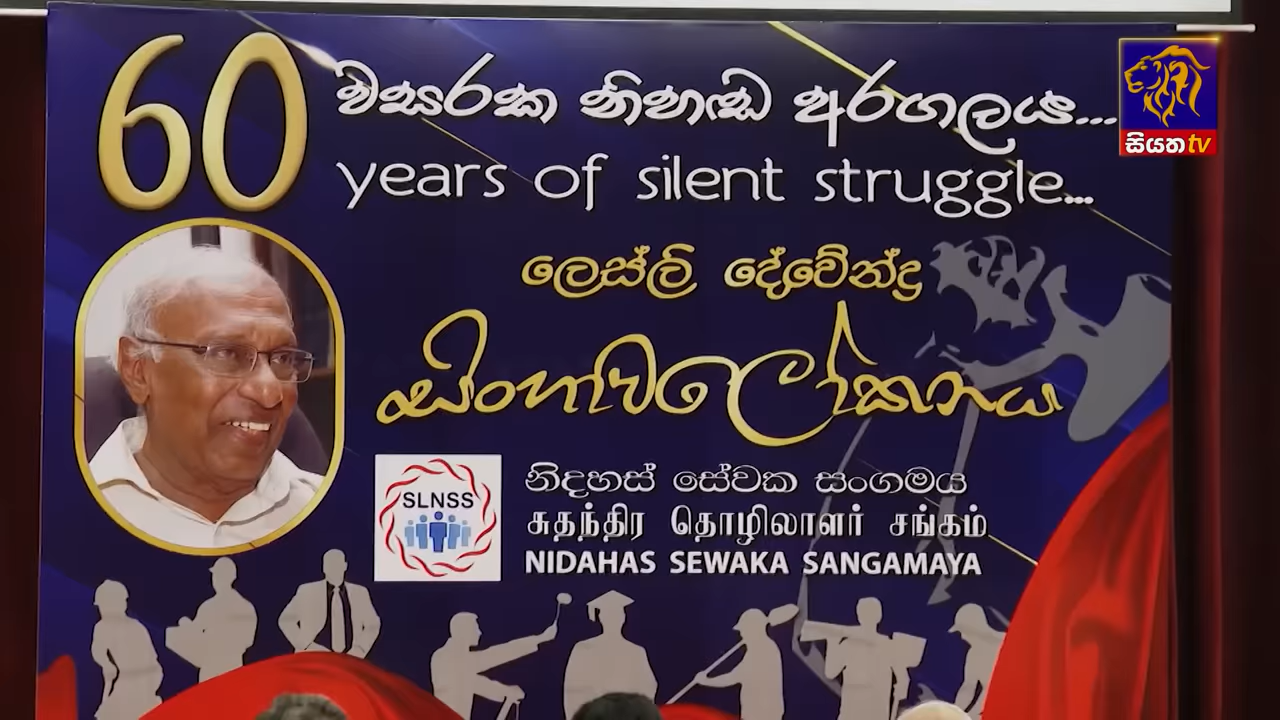 60 වසරක නිහඬ අරගලය...
years of silent struggle...
සියත tv
ලෙස්ලි දේවේන්ද්‍ර
සිංහාවලෝකනය
SLNSS
නිදහස් සේවක සංගමය
சுதந்திர தொழிலாளர் சங்கம்
NIDAHAS SEWAKA SANGAMAYA